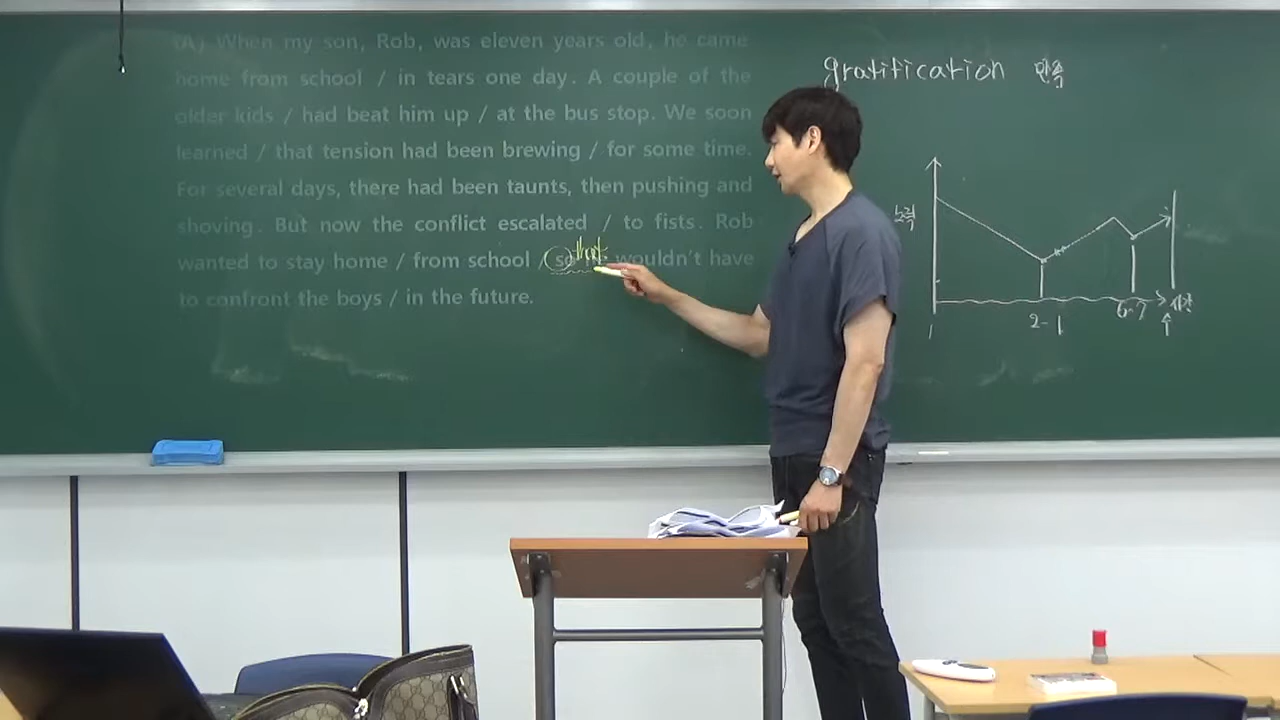 (A) When my son, Rob, was eleven years old, he came
home from school / in tears one day. A couple of the
older kids / had beat him up / at the bus stop. We soon
learned / that tension had been brewing / for some time.
For several days, there had been taunts, then pushing and
shoving. But now the conflict escalated / to fists. Rob
that
wanted to stay home / from school / so he wouldn't have
to confront the boys / in the future.
gratification 만족
노력
1
2-1
6-7
시간